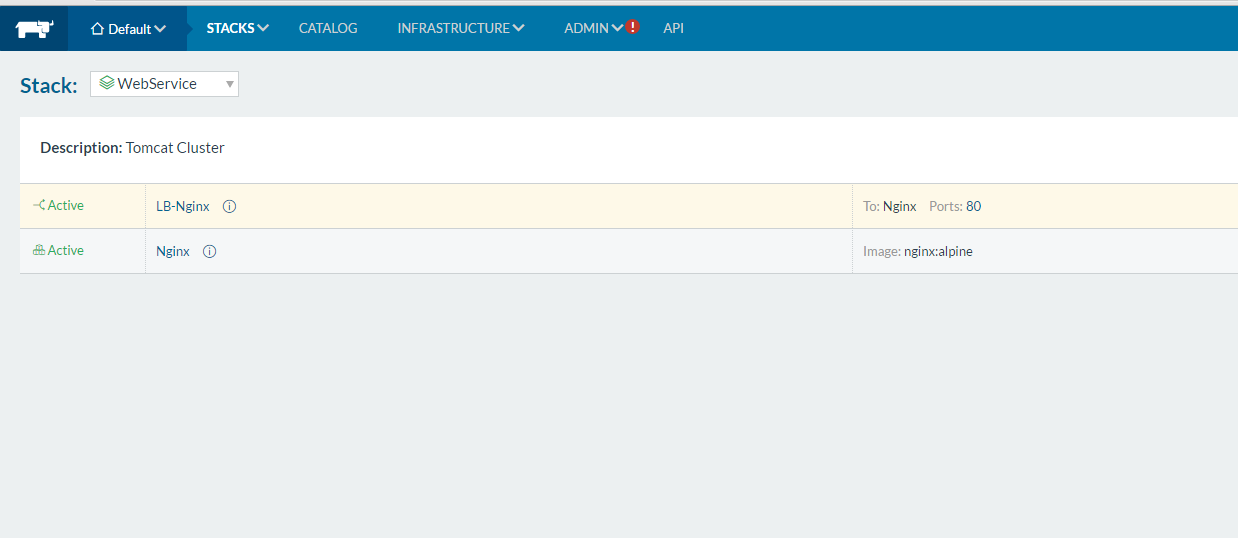 Default STACKS CATALOG INFRASTRUCTURE ADMIN ! API
Stack: WebService
Description: Tomcat Cluster
Active LB-Nginx To: Nginx Ports: 80
Active Nginx Image: nginx:alpine